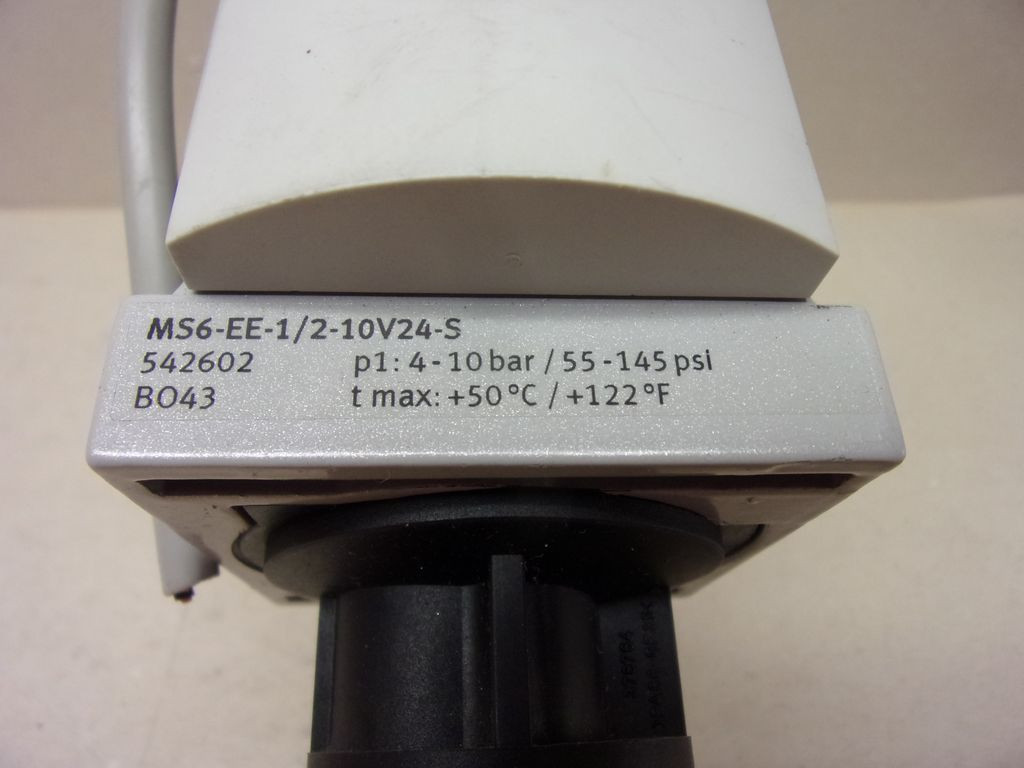 MS6-EE-1/2-10V24-S
542602 p1: 4-10 bar / 55-145 psi
BO43 t max: +50 °C / +122 °F